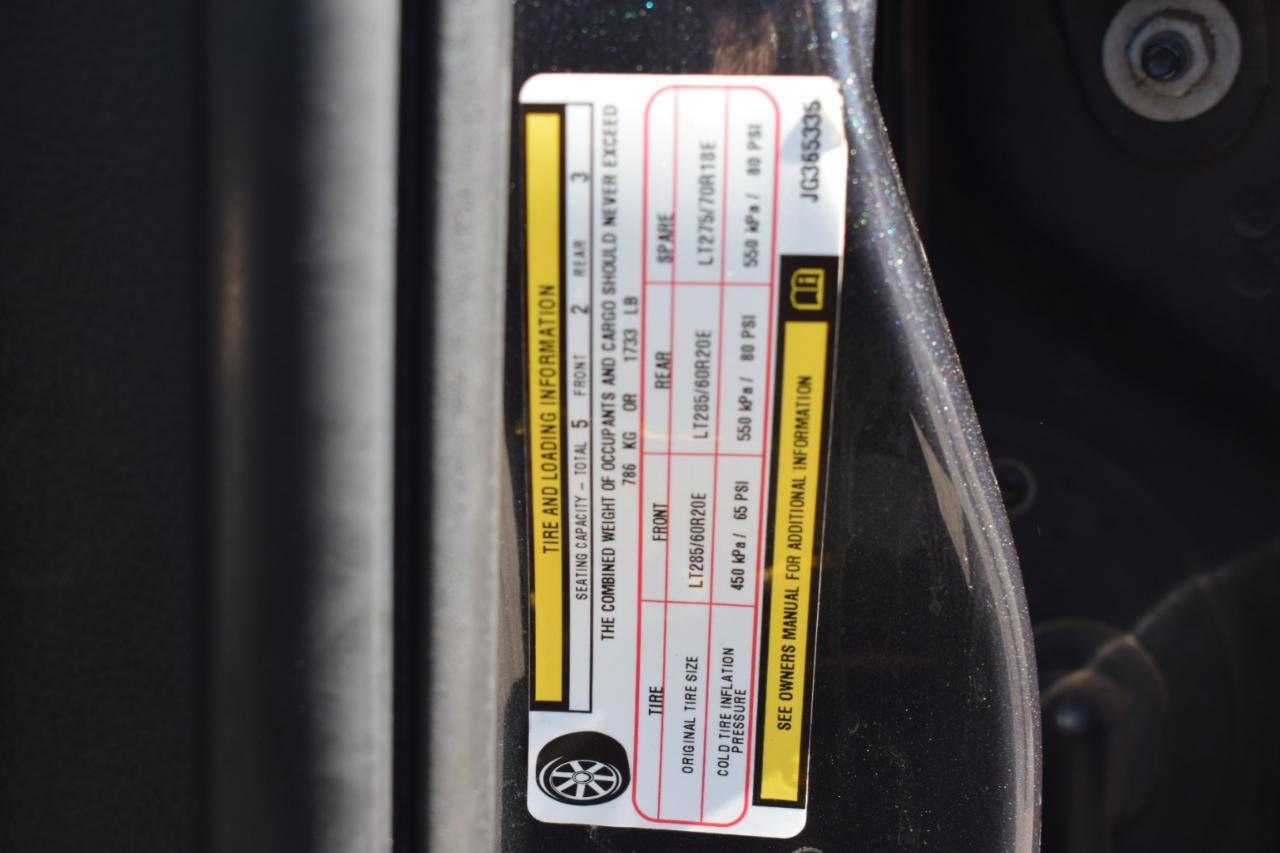 TIRE AND LOADING INFORMATION
SEATING CAPACITY - TOTAL 5 FRONT 2 REAR 3
THE COMBINED WEIGHT OF OCCUPANTS AND CARGO SHOULD NEVER EXCEED
786 KG OR 1733 LB
TIRE FRONT REAR SPARE
ORIGINAL TIRE SIZE LT285/60R20E LT285/60R20E LT275/70R18E
COLD TIRE INFLATION PRESSURE 450 kPa / 65 PSI 550 kPa / 80 PSI 550 kPa / 80 PSI
SEE OWNERS MANUAL FOR ADDITIONAL INFORMATION
JG365335